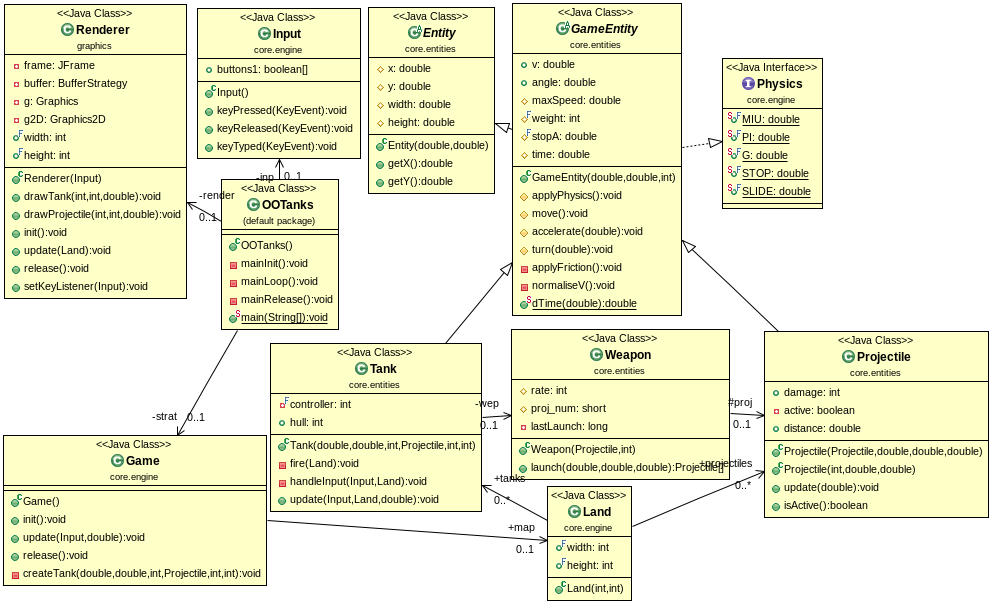 <<Java Class>>
Renderer
graphics
frame: JFrame
buffer: BufferStrategy
g: Graphics
g2D: Graphics2D
width: int
height: int
Renderer(Input)
drawTank(int,int,double):void
drawProjectile(int,int,double):void
init():void
update(Land):void
release():void
setKeyListener(Input):void
<<Java Class>>
Input
core.engine
buttons1: boolean[]
Input()
keyPressed(KeyEvent):void
keyReleased(KeyEvent):void
keyTyped(KeyEvent):void
<<Java Class>>
Entity
core.entities
x: double
y: double
width: double
height: double
Entity(double,double)
getX():double
getY():double
<<Java Class>>
GameEntity
core.entities
v: double
angle: double
maxSpeed: double
weight: int
stopA: double
time: double
GameEntity(double,double,int)
applyPhysics():void
move():void
accelerate(double):void
turn(double):void
applyFriction():void
normaliseV():void
dTime(double):double
<<Java Interface>>
Physics
core.engine
MIU: double
PI: double
G: double
STOP: double
SLIDE: double
-inp
0..1
-render
0..1
<<Java Class>>
OOTanks
(default package)
OOTanks()
mainInit():void
mainLoop():void
mainRelease():void
main(String[]):void
-strat
0..1
<<Java Class>>
Tank
core.entities
controller: int
hull: int
Tank(double,double,int,Projectile,int,int)
fire(Land):void
handleInput(Input,Land):void
update(Input,Land,double):void
-wep
0..1
<<Java Class>>
Weapon
core.entities
rate: int
proj_num: short
lastLaunch: long
Weapon(Projectile,int)
launch(double,double,double):Projectile[]
#proj
0..1
<<Java Class>>
Projectile
core.entities
damage: int
active: boolean
distance: double
Projectile(Projectile,double,double,double)
Projectile(int,double,double)
update(double):void
isActive():boolean
+projectiles
0..*
+tanks
0..*
<<Java Class>>
Game
core.engine
Game()
init():void
update(Input,double):void
release():void
createTank(double,double,int,Projectile,int,int):void
+map
0..1
<<Java Class>>
Land
core.engine
width: int
height: int
Land(int,int)